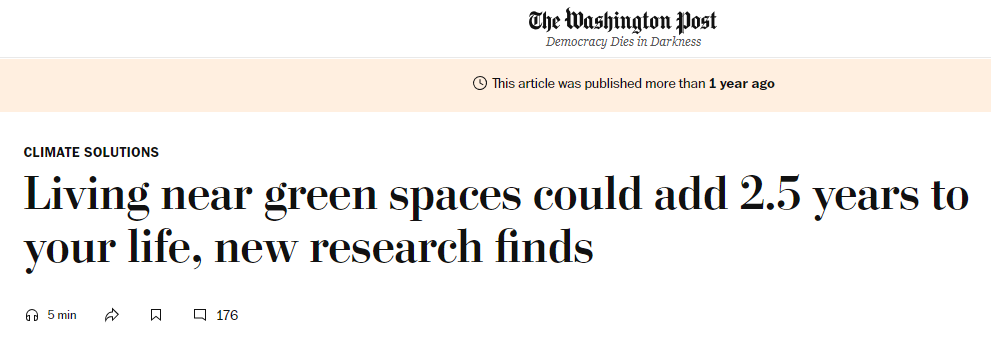 The Washington Post
Democracy Dies in Darkness
This article was published more than 1 year ago
CLIMATE SOLUTIONS
Living near green spaces could add 2.5 years to
your life, new research finds
5 min
176